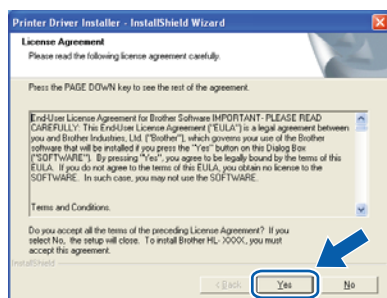 Printer Driver Installer - InstallShield Wizard
License Agreement
Please read the following license agreement carefully.
Press the PAGE DOWN key to see the rest of the agreement.
End-User License Agreement for Brother Software IMPORTANT- PLEASE READ
CAREFULLY: This End-User License Agreement ("EULA") is a legal agreement between
you and Brother Industries, Ltd. ("Brother"), which governs your use of the Brother
software that will be installed if you press the "Yes" button on this Dialog Box
("SOFTWARE"). By pressing "Yes", you agree to be legally bound by the terms of this
EULA. If you do not agree to the terms of this EULA, you obtain no license to the
SOFTWARE. In such case, you may not use the SOFTWARE.
Terms and Conditions.
Do you accept all the terms of the preceding License Agreement? If you
select No, the setup will close. To install Brother HL- XXXX, you must
accept this agreement.
InstallShield
< Back
Yes
No